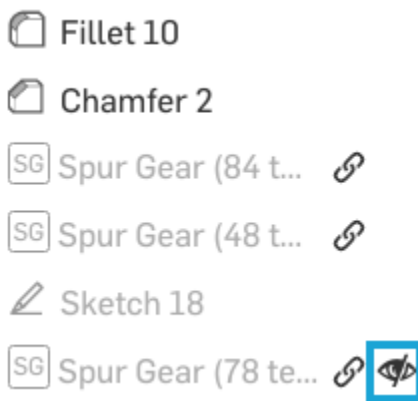 Fillet 10
Chamfer 2
SG Spur Gear (84 t...
SG Spur Gear (48 t...
Sketch 18
SG Spur Gear (78 te...